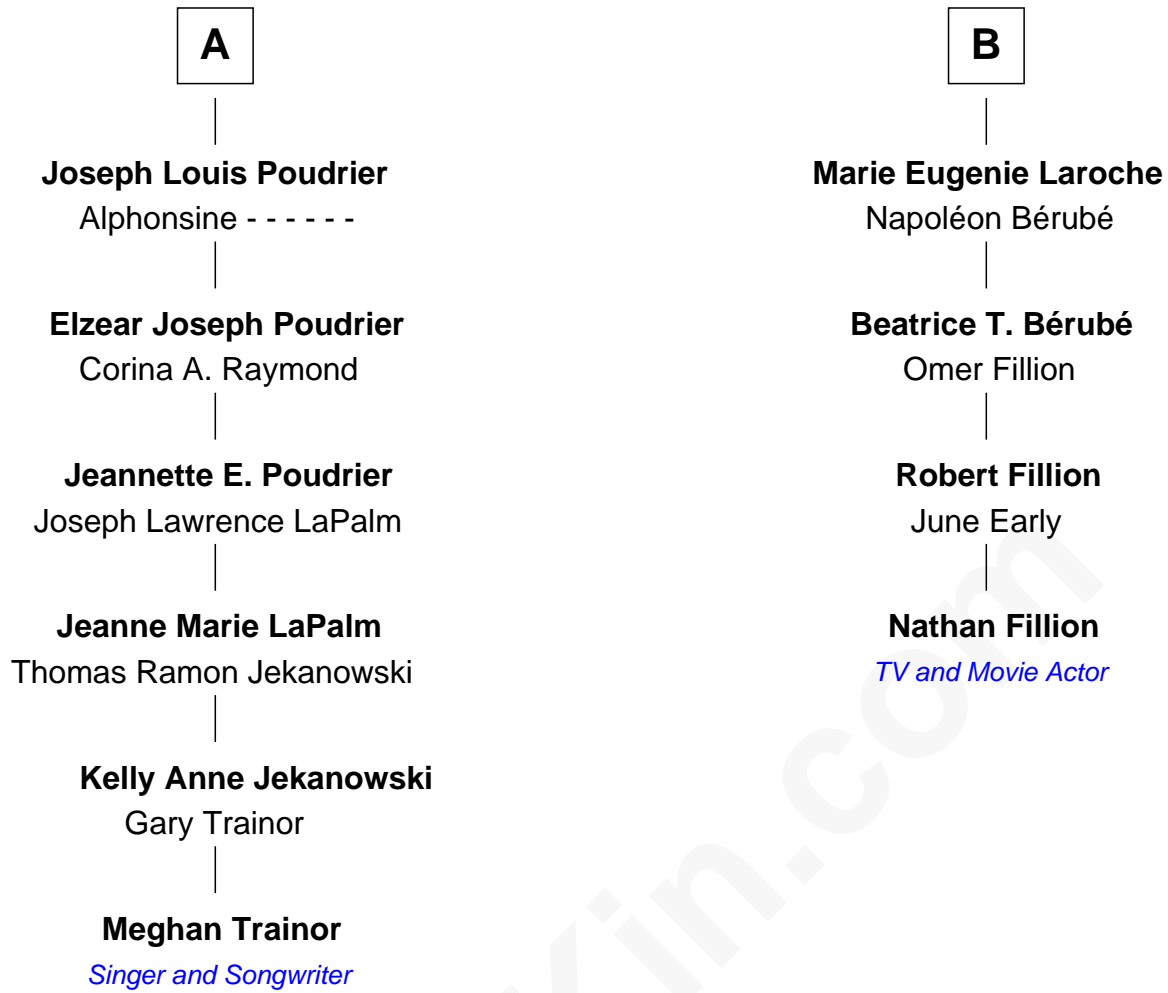 A
Joseph Louis Poudrier
Alphonsine - - - - - -
Elzear Joseph Poudrier
Corina A. Raymond
Jeannette E. Poudrier
Joseph Lawrence LaPalm
Jeanne Marie LaPalm
Thomas Ramon Jekanowski
Kelly Anne Jekanowski
Gary Trainor
Meghan Trainor
Singer and Songwriter
B
Marie Eugenie Laroche
Napoléon Bérubé
Beatrice T. Bérubé
Omer Fillion
Robert Fillion
June Early
Nathan Fillion
TV and Movie Actor